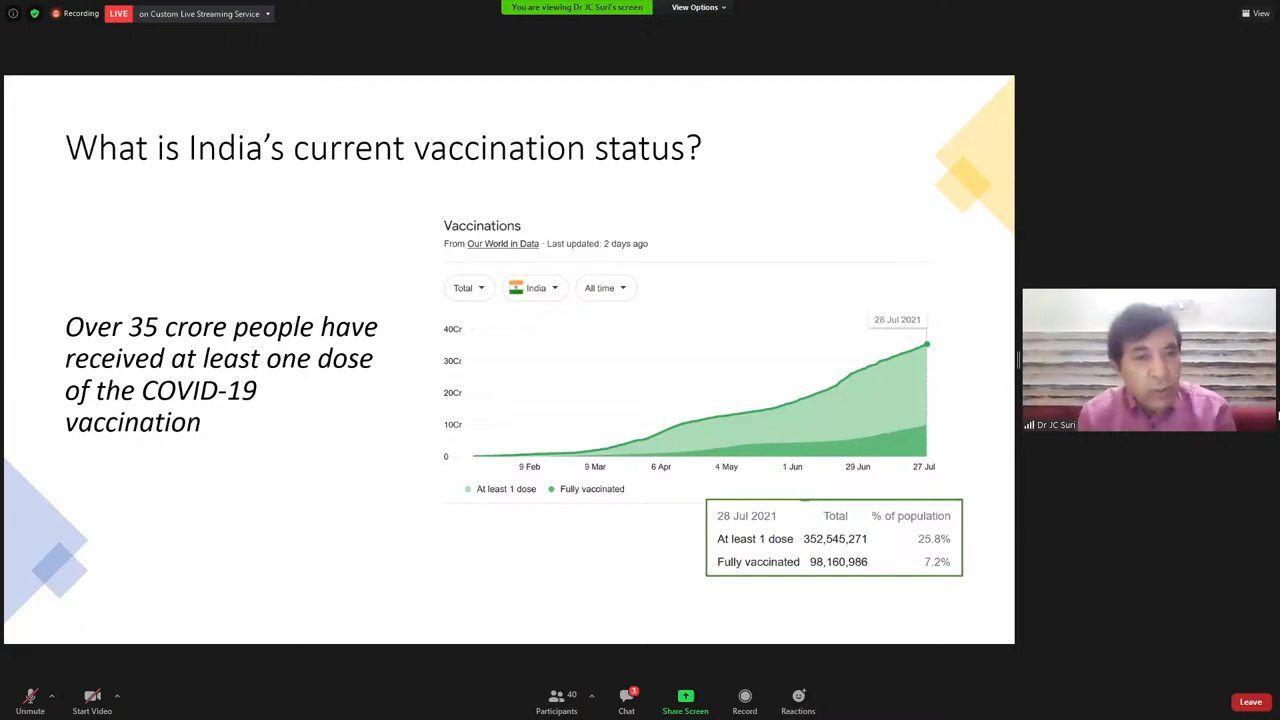 Recording
LIVE
on Custom Live Streaming Service
You are viewing Dr JC Suri's screen
View Options
View
What is India's current vaccination status?
Over 35 crore people have
received at least one dose
of the COVID-19
vaccination
Vaccinations
From Our World in Data · Last updated: 2 days ago
Total
India
All time
28 Jul 2021
40Cr
30Cr
20Cr
10Cr
0
9 Feb
9 Mar
6 Apr
4 May
1 Jun
29 Jun
27 Jul
At least 1 dose
Fully vaccinated
28 Jul 2021 Total % of population
At least 1 dose 352,545,271 25.8%
Fully vaccinated 98,160,986 7.2%
Dr JC Suri
Unmute
Start Video
40
Participants
3
Chat
Share Screen
Record
Reactions
Leave